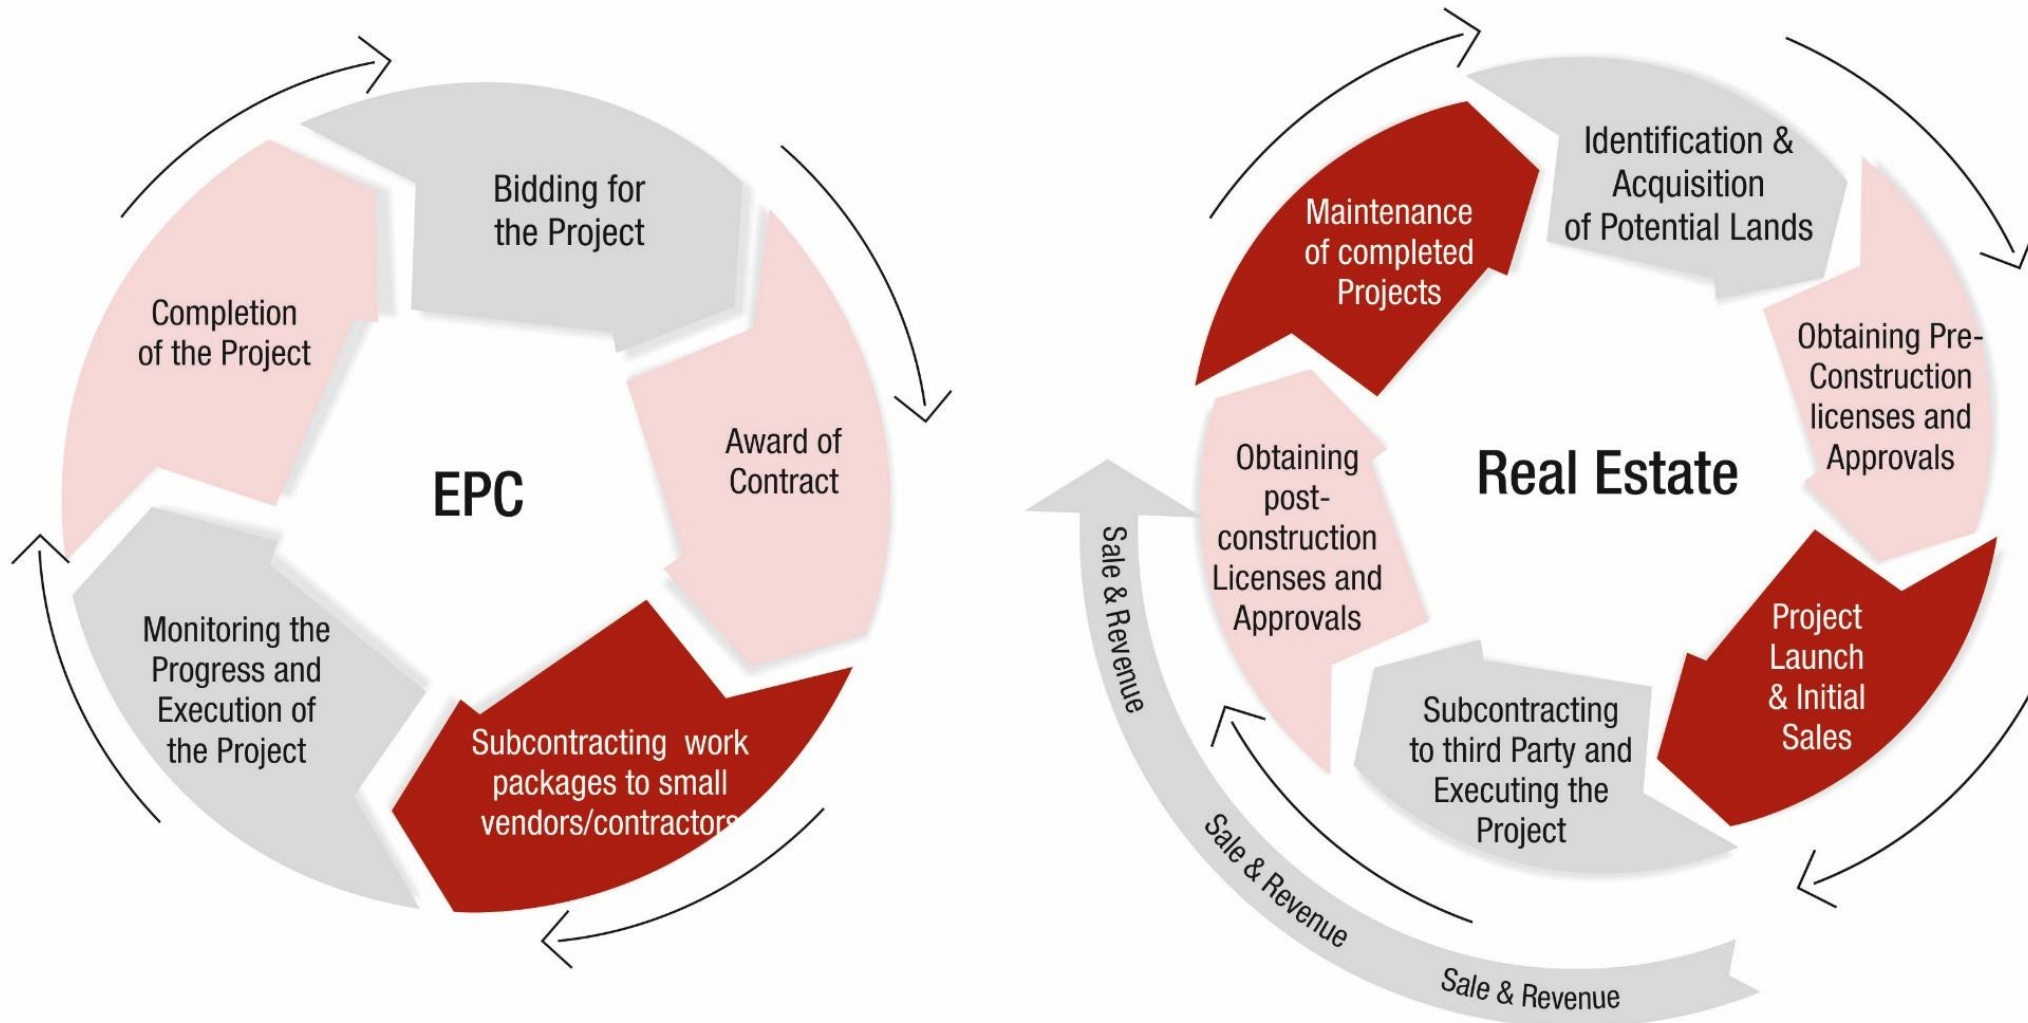 Bidding for
the Project
Award of
Contract
Subcontracting work
packages to small
vendors/contractors
Monitoring the
Progress and
Execution of
the Project
Completion
of the Project
EPC
Identification &
Acquisition
of Potential Lands
Obtaining Pre-
Construction
licenses and
Approvals
Project
Launch
& Initial
Sales
Subcontracting
to third Party and
Executing the
Project
Obtaining
post-
construction
Licenses and
Approvals
Maintenance
of completed
Projects
Real Estate
Sale & Revenue
Sale & Revenue
Sale & Revenue